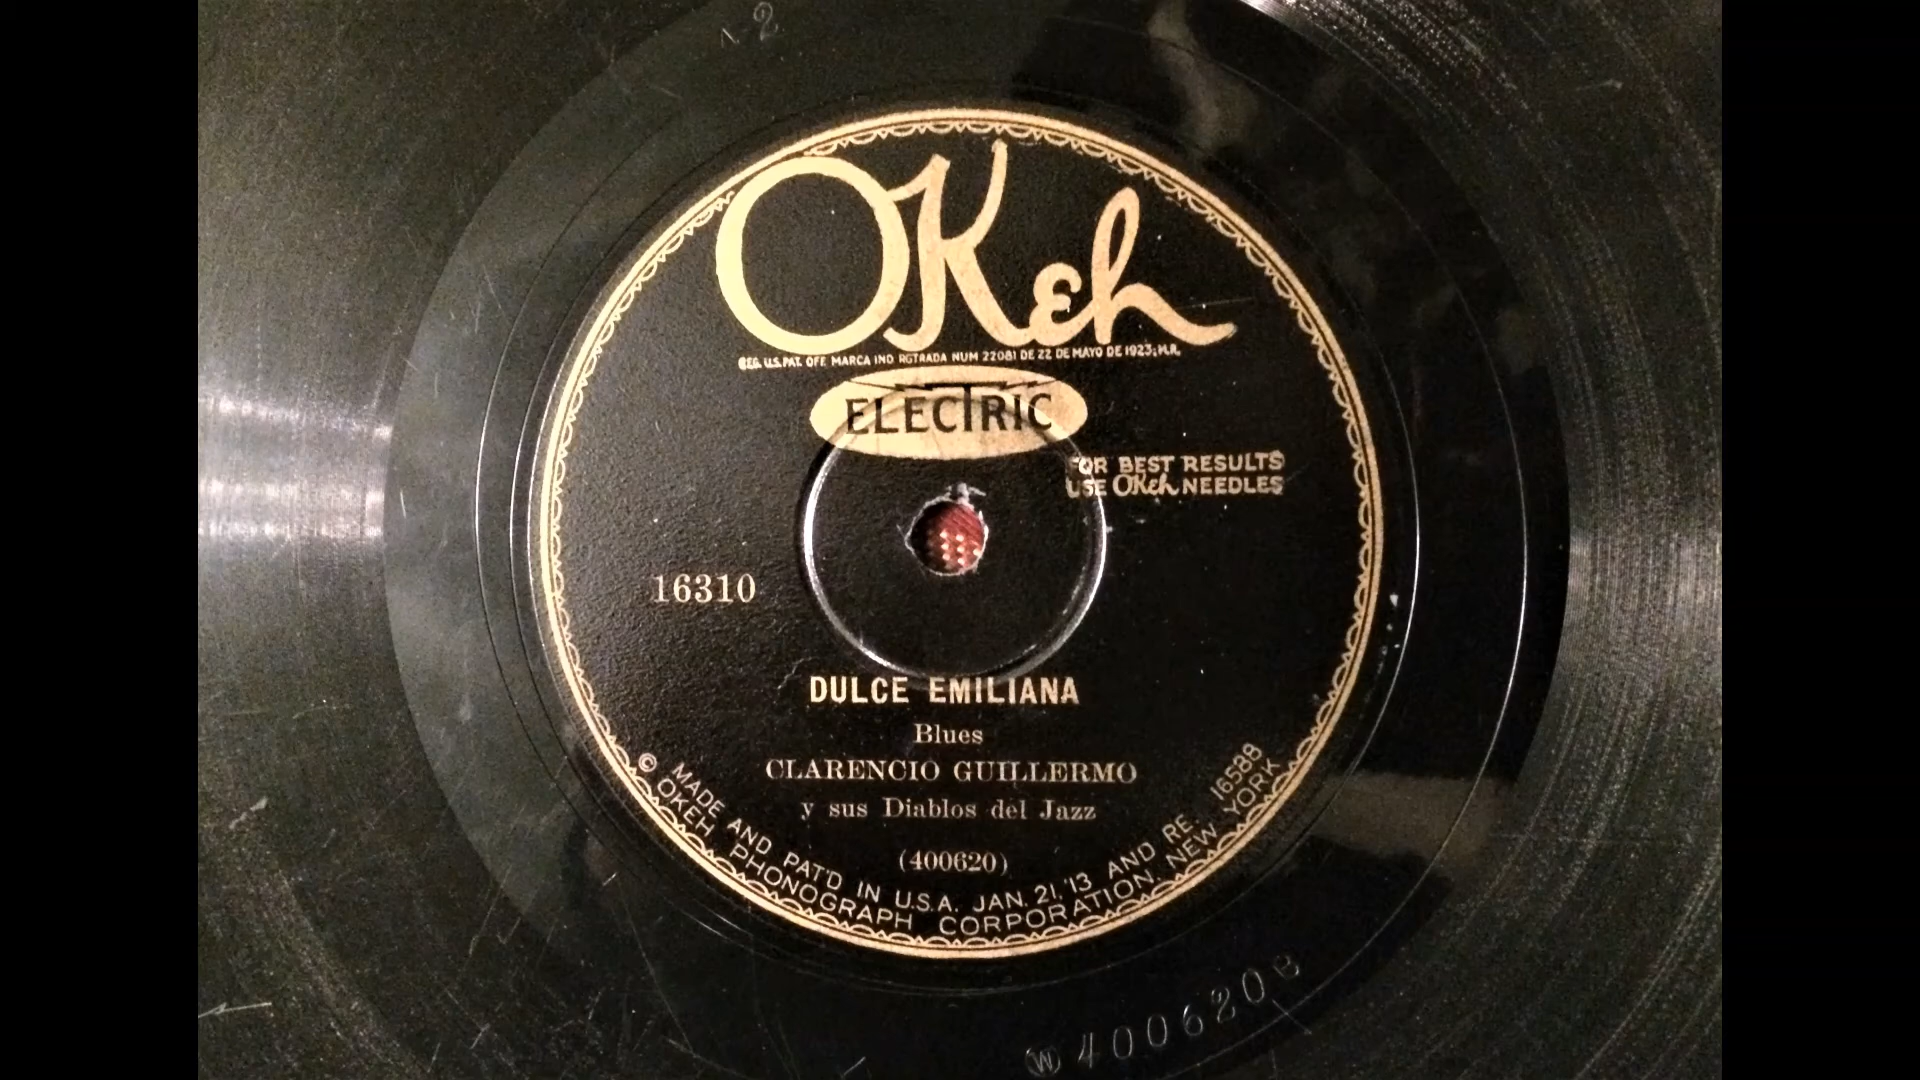 N 2
OKeh
REG. U.S. PAT. OFF. MARCA IND RGTRADA NUM 22081 DE 22 DE MAYO DE 1923; M.R.
ELECTRIC
FOR BEST RESULTS
USE OKeh NEEDLES
16310
DULCE EMILIANA
Blues
CLARENCIO GUILLERMO
y sus Diablos del Jazz
(400620)
MADE AND PAT'D IN U.S.A. JAN. 21, '13 AND RE. 16588
© OKEH PHONOGRAPH CORPORATION. NEW YORK
W 400620B